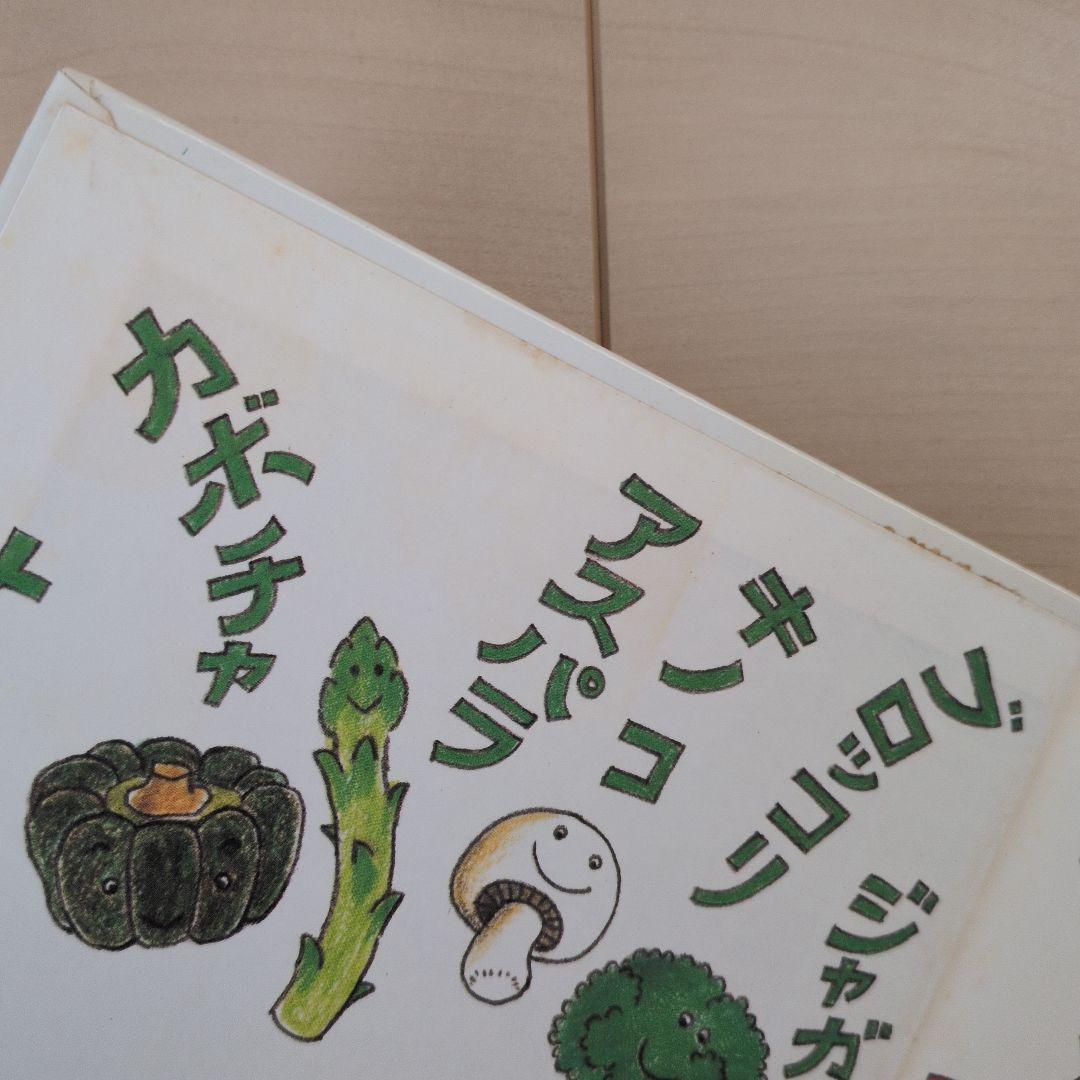 カボチャ
アスパラ
キノコ
ブロッコリ
ジャガ
ト